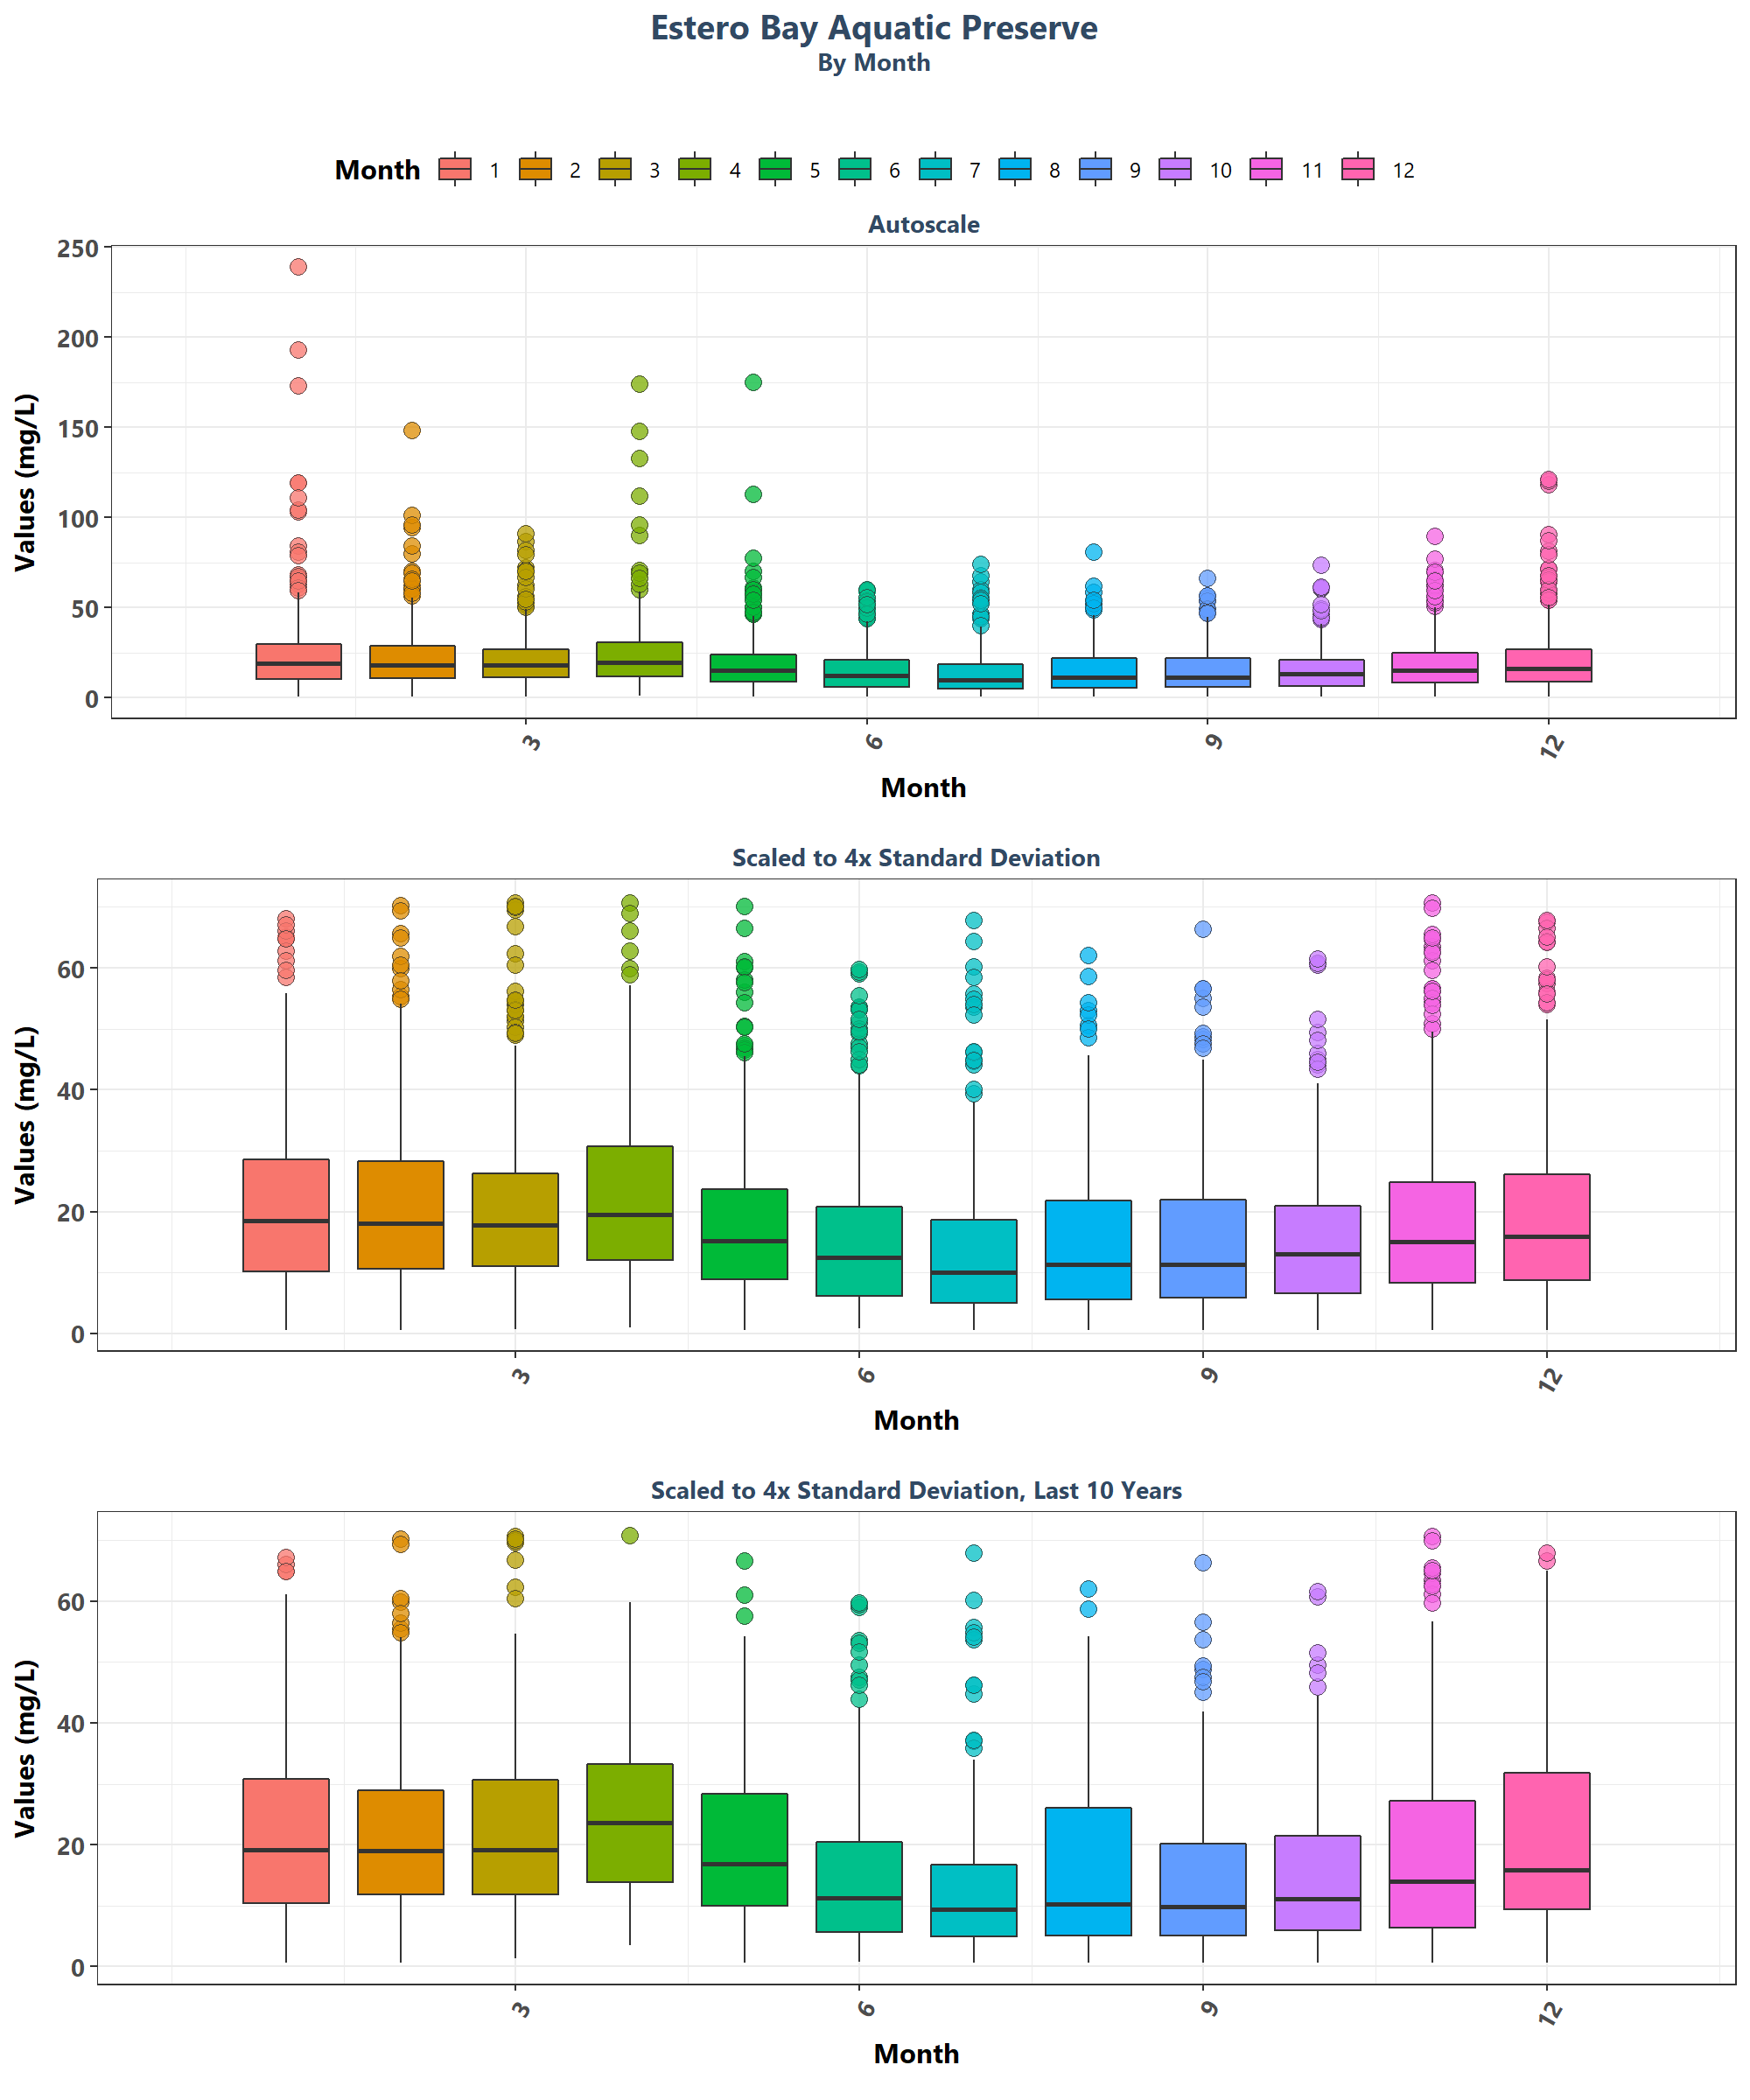 Estero Bay Aquatic Preserve
By Month
Month 1 2 3 4 5 6 7 8 9 10 11 12
Autoscale
Values (mg/L)
250
200
150
100
50
0
3 6 9 12
Month
Scaled to 4x Standard Deviation
Values (mg/L)
60
40
20
0
3 6 9 12
Month
Scaled to 4x Standard Deviation, Last 10 Years
Values (mg/L)
60
40
20
0
3 6 9 12
Month